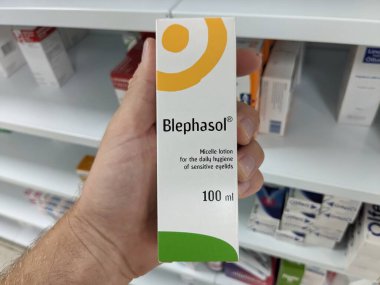 Blephasol®
Micelle lotion
for the daily hygiene
of sensitive eyelids
100 ml